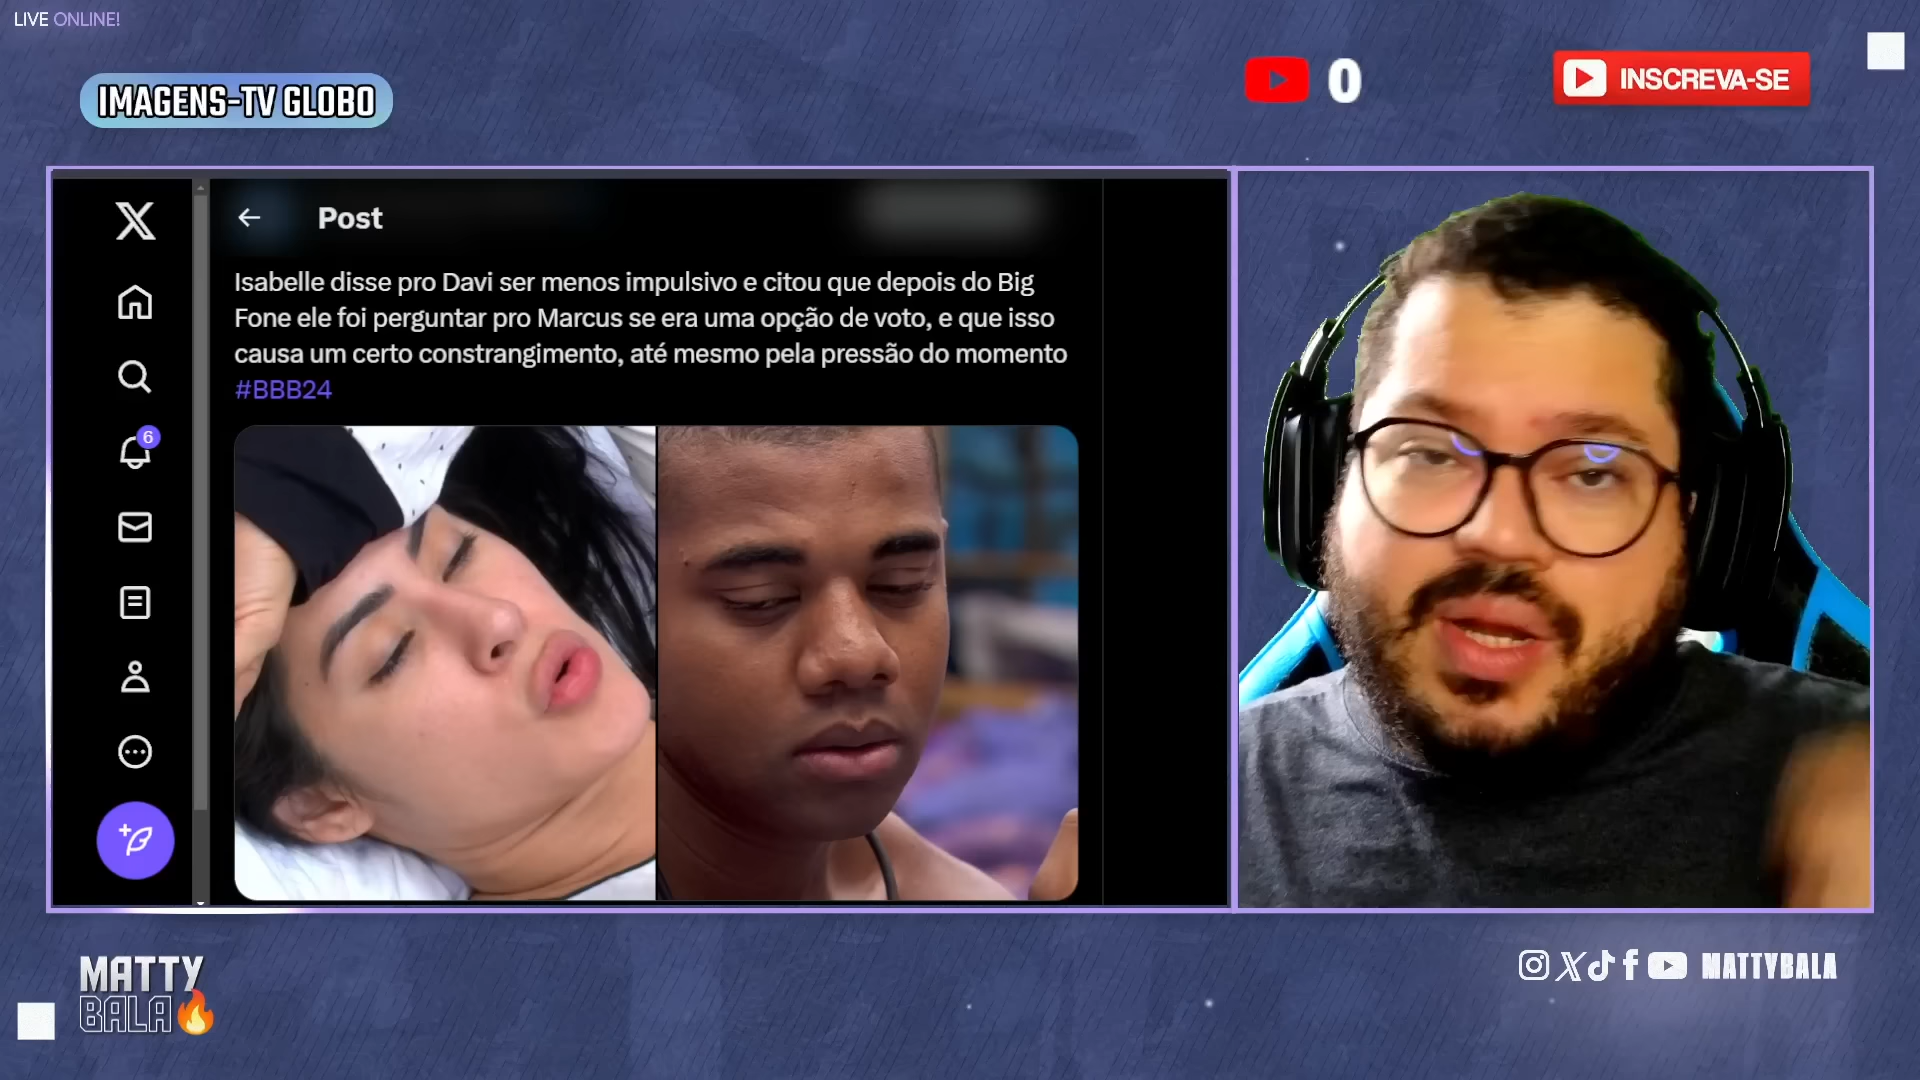 LIVE ONLINE!
IMAGENS-TV GLOBO
0
INSCREVA-SE
Post
Isabelle disse pro Davi ser menos impulsivo e citou que depois do Big
Fone ele foi perguntar pro Marcus se era uma opção de voto, e que isso
causa um certo constrangimento, até mesmo pela pressão do momento
#BBB24
6
MATTY
BALA
MATTYBALA